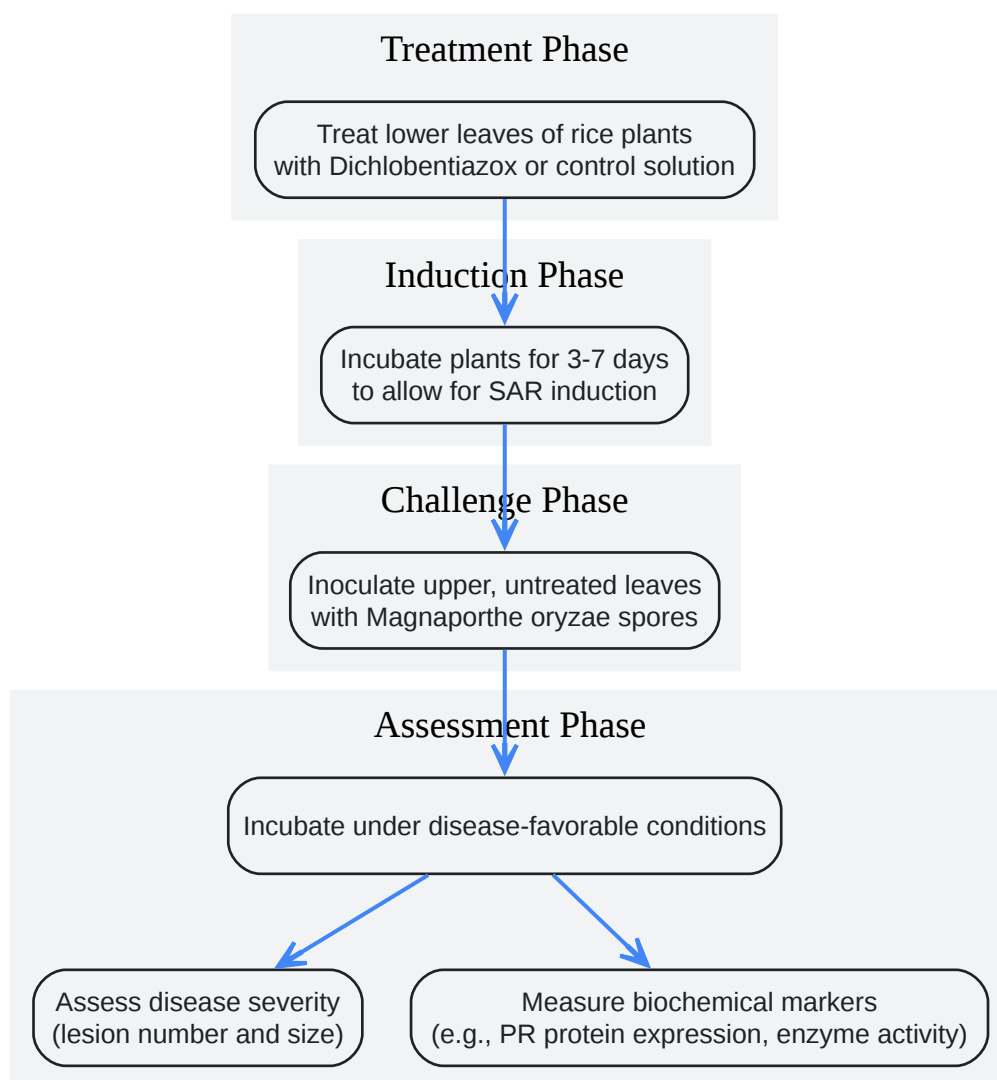 Treatment Phase
Treat lower leaves of rice plants
with Dichlobentiazox or control solution
Induction Phase
Incubate plants for 3-7 days
to allow for SAR induction
Challenge Phase
Inoculate upper, untreated leaves
with Magnaporthe oryzae spores
Assessment Phase
Incubate under disease-favorable conditions
Assess disease severity
(lesion number and size)
Measure biochemical markers
(e.g., PR protein expression, enzyme activity)